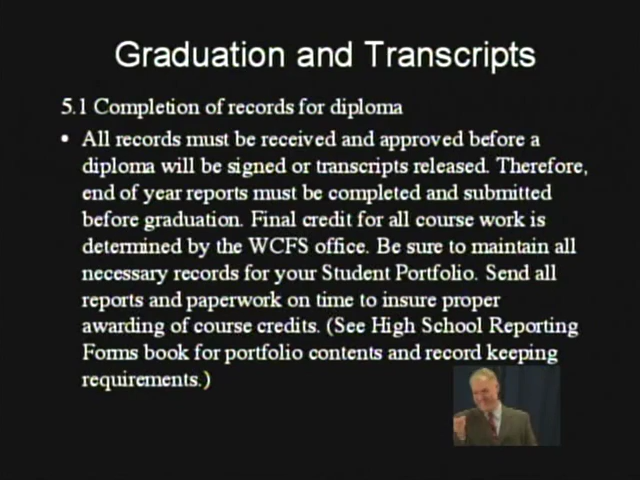 Graduation and Transcripts
5.1 Completion of records for diploma
• All records must be received and approved before a
diploma will be signed or transcripts released. Therefore,
end of year reports must be completed and submitted
before graduation. Final credit for all course work is
determined by the WCFS office. Be sure to maintain all
necessary records for your Student Portfolio. Send all
reports and paperwork on time to insure proper
awarding of course credits. (See High School Reporting
Forms book for portfolio contents and record keeping
requirements.)